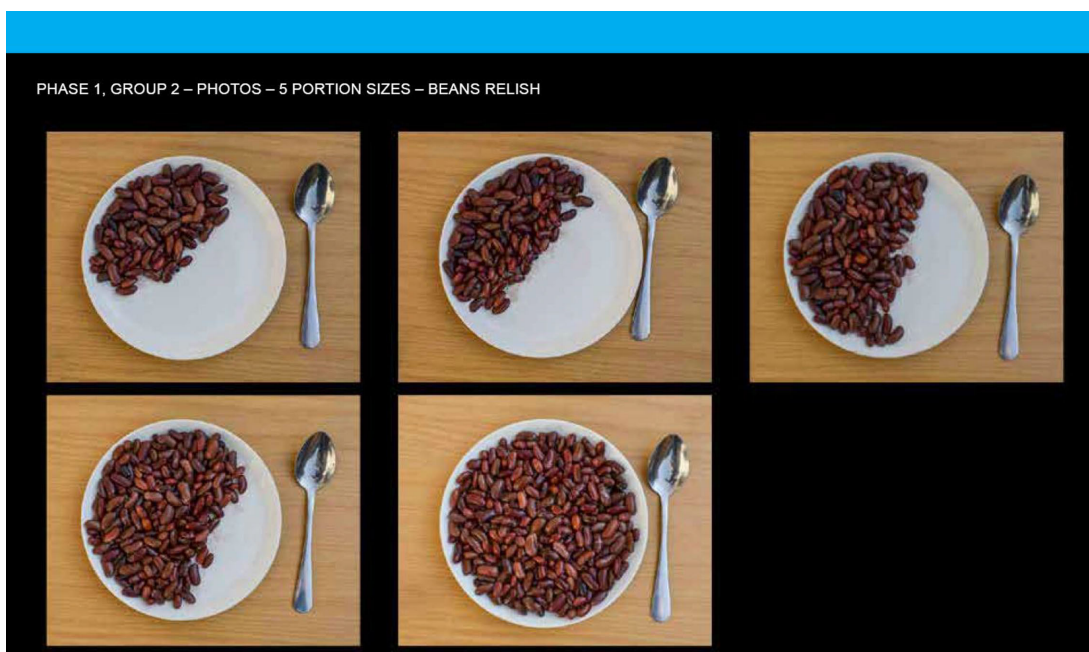 PHASE 1, GROUP 2 – PHOTOS – 5 PORTION SIZES – BEANS RELISH